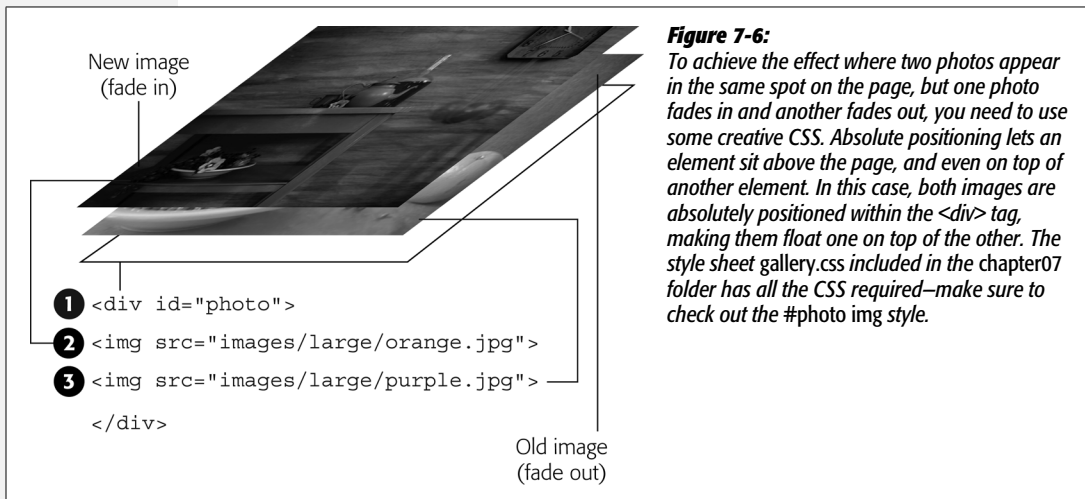 New image
(fade in)
1 <div id="photo">
2 <img src="images/large/orange.jpg">
3 <img src="images/large/purple.jpg">
</div>
Old image
(fade out)
Figure 7-6:
To achieve the effect where two photos appear
in the same spot on the page, but one photo
fades in and another fades out, you need to use
some creative CSS. Absolute positioning lets an
element sit above the page, and even on top of
another element. In this case, both images are
absolutely positioned within the <div> tag,
making them float one on top of the other. The
style sheet gallery.css included in the chapter07
folder has all the CSS required—make sure to
check out the #photo img style.